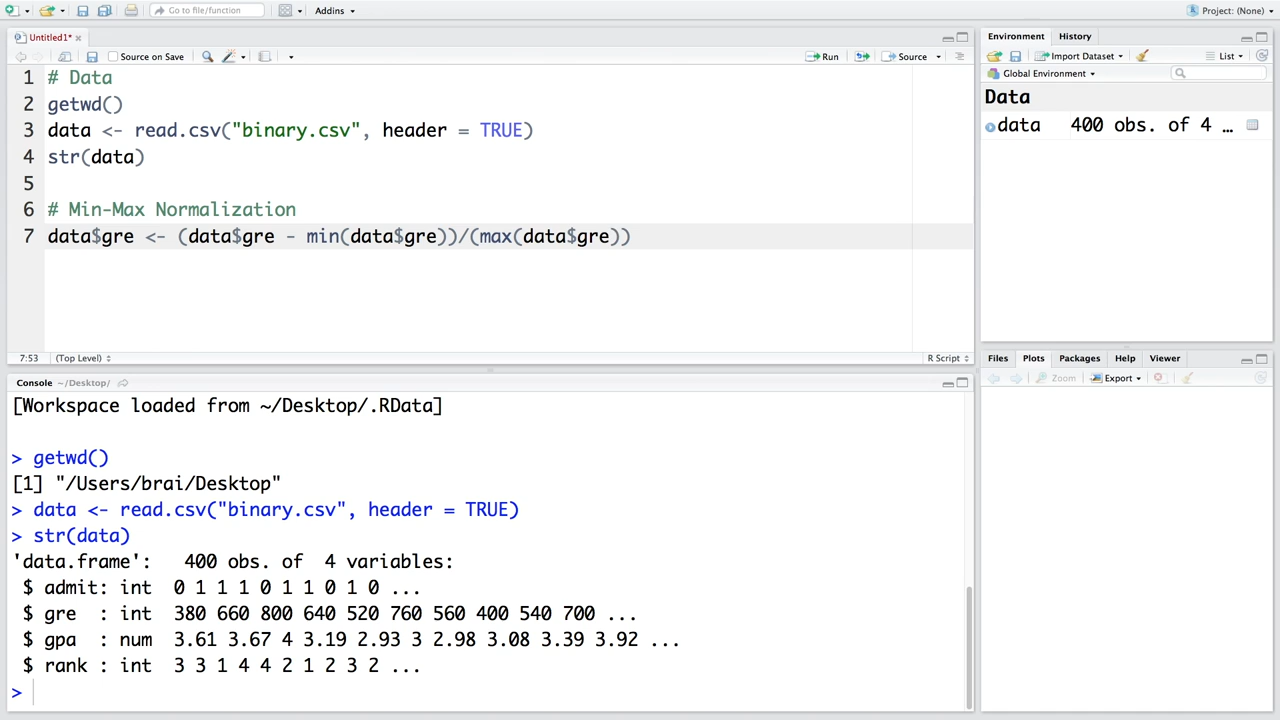 Go to file/function
Addins
Project: (None)
Untitled1*
Source on Save
Run
Source
1 # Data
2 getwd()
3 data <- read.csv("binary.csv", header = TRUE)
4 str(data)
5
6 # Min-Max Normalization
7 data$gre <- (data$gre - min(data$gre))/(max(data$gre))
7:53
(Top Level)
R Script
Console ~/Desktop/
[Workspace loaded from ~/Desktop/.RData]
> getwd()
[1] "/Users/brai/Desktop"
> data <- read.csv("binary.csv", header = TRUE)
> str(data)
'data.frame': 400 obs. of 4 variables:
$ admit: int 0 1 1 1 0 1 1 0 1 0 ...
$ gre : int 380 660 800 640 520 760 560 400 540 700 ...
$ gpa : num 3.61 3.67 4 3.19 2.93 3 2.98 3.08 3.39 3.92 ...
$ rank : int 3 3 1 4 4 2 1 2 3 2 ...
>
Environment History
Import Dataset
List
Global Environment
Data
data 400 obs. of 4 …
Files Plots Packages Help Viewer
Zoom
Export